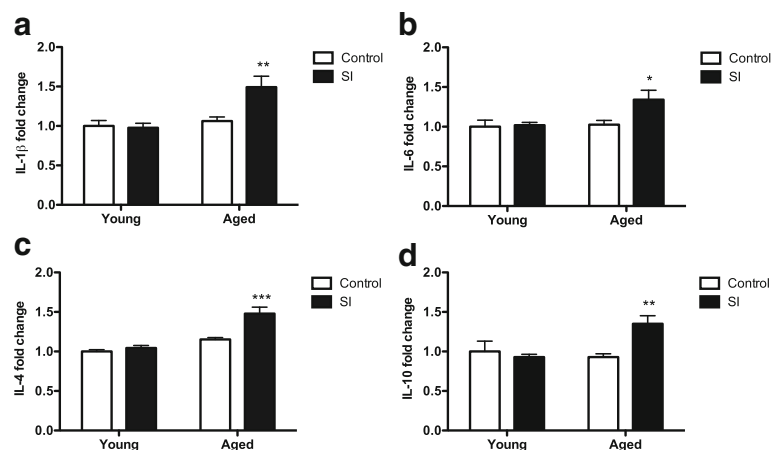 a
2.0
1.5
1.0
0.5
0.0
IL-1β fold change
**
Young
Aged
Control
SI
b
2.0
1.5
1.0
0.5
0.0
IL-6 fold change
*
Young
Aged
Control
SI
c
2.0
1.5
1.0
0.5
0.0
IL-4 fold change
***
Young
Aged
Control
SI
d
2.0
1.5
1.0
0.5
0.0
IL-10 fold change
**
Young
Aged
Control
SI